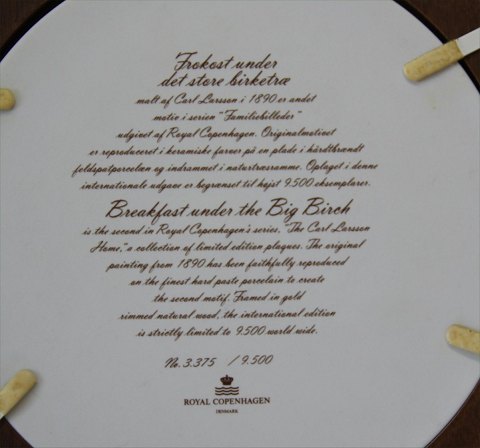 Frokost under
det store birketræ
malt af Carl Larsson i 1890 er andet
motiv i serien "Familiebilleder"
udgivet af Royal Copenhagen. Originalmotivet
er reproduceret i keramiske farver på en plade i hårdtbrændt
feldspatporcelæn og indrammet i naturtræsramme. Oplaget i denne
internationale udgave er begrænset til højst 9.500 eksemplarer.
Breakfast under the Big Birch
is the second in Royal Copenhagen's series, "The Carl Larsson
Home," a collection of limited edition plaques. The original
painting from 1890 has been faithfully reproduced
on the finest hard paste porcelain to create
the second motif. Framed in gold
rimmed natural wood, the international edition
is strictly limited to 9.500 world wide.
No. 3.375 / 9.500
ROYAL COPENHAGEN
DENMARK